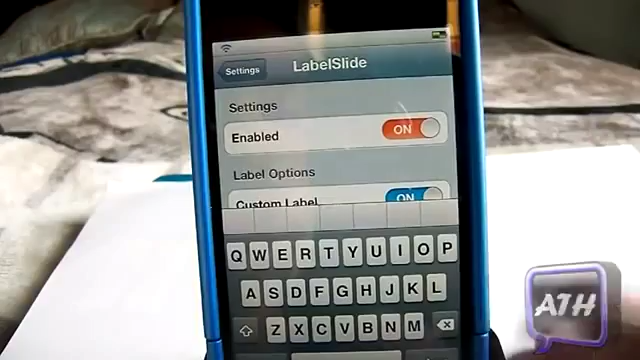 LabelSlide
Settings
Settings
Enabled
ON
Label Options
Custom Label
ON
Q W E R T Y U I O P
A S D F G H J K L
Z X C V B N M
ATH